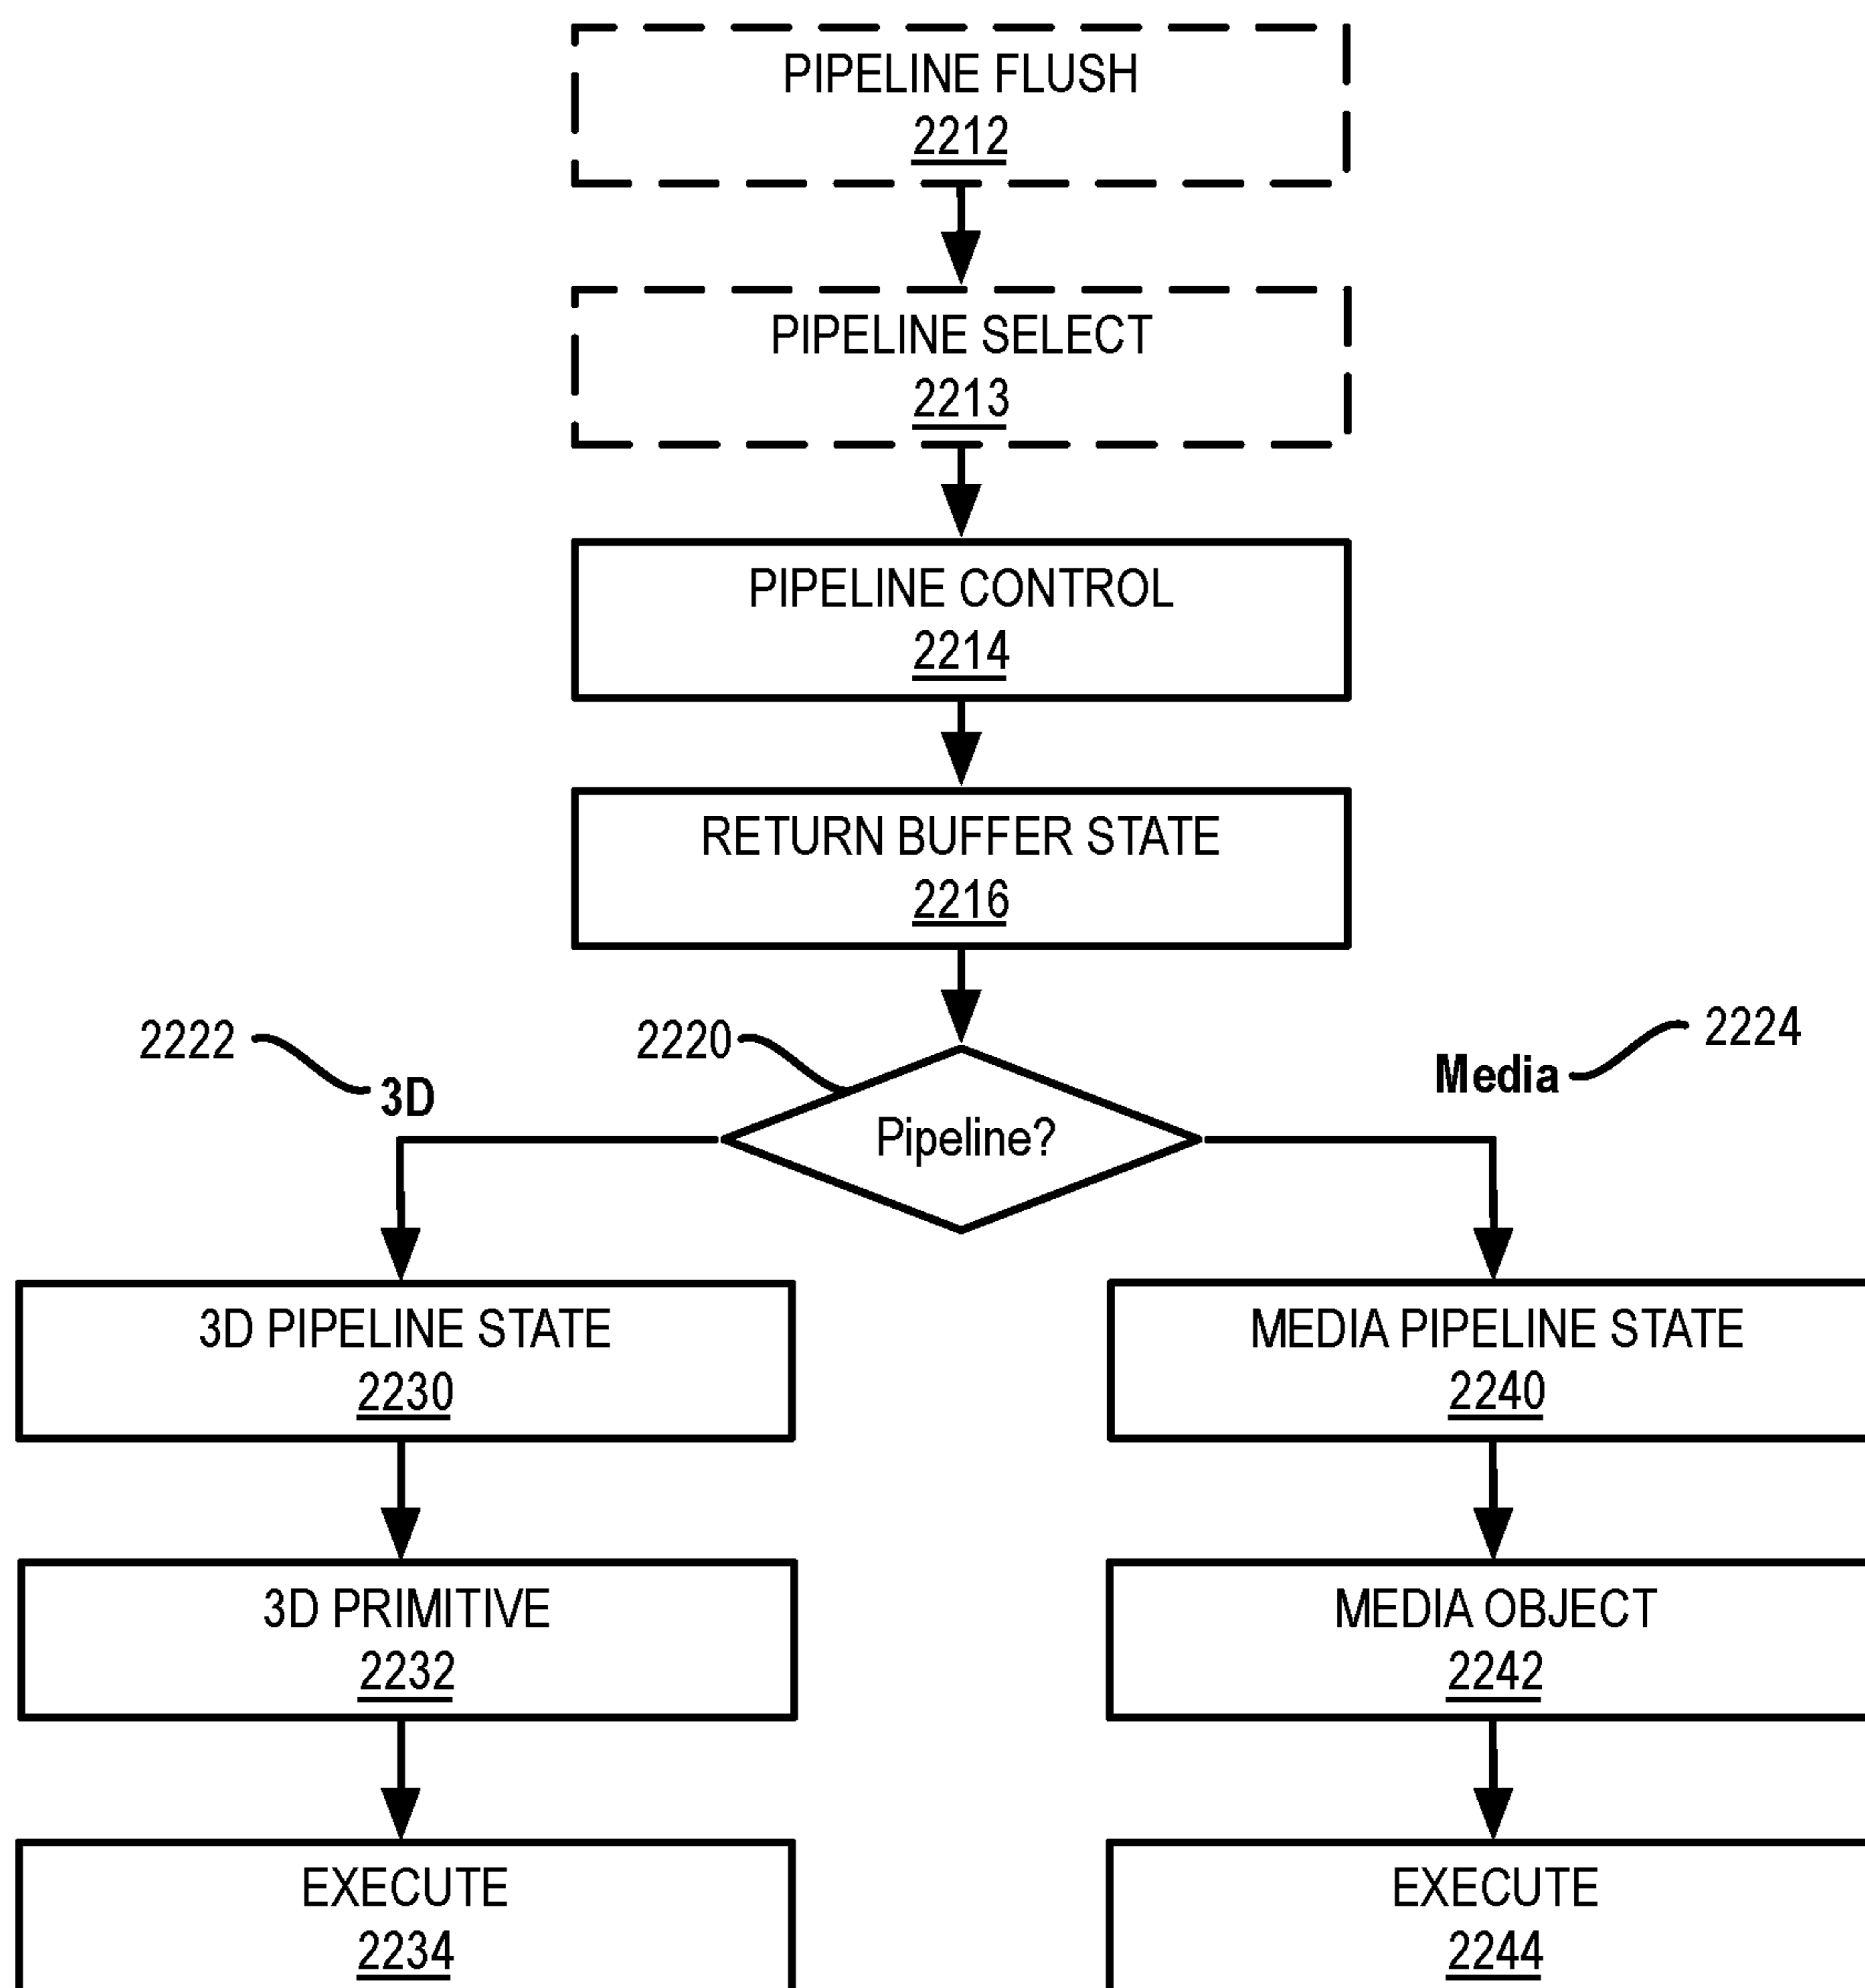 PIPELINE FLUSH
2212
PIPELINE SELECT
2213
PIPELINE CONTROL
2214
RETURN BUFFER STATE
2216
2222
2220
2224
3D
Media
Pipeline?
3D PIPELINE STATE
2230
MEDIA PIPELINE STATE
2240
3D PRIMITIVE
2232
MEDIA OBJECT
2242
EXECUTE
2234
EXECUTE
2244